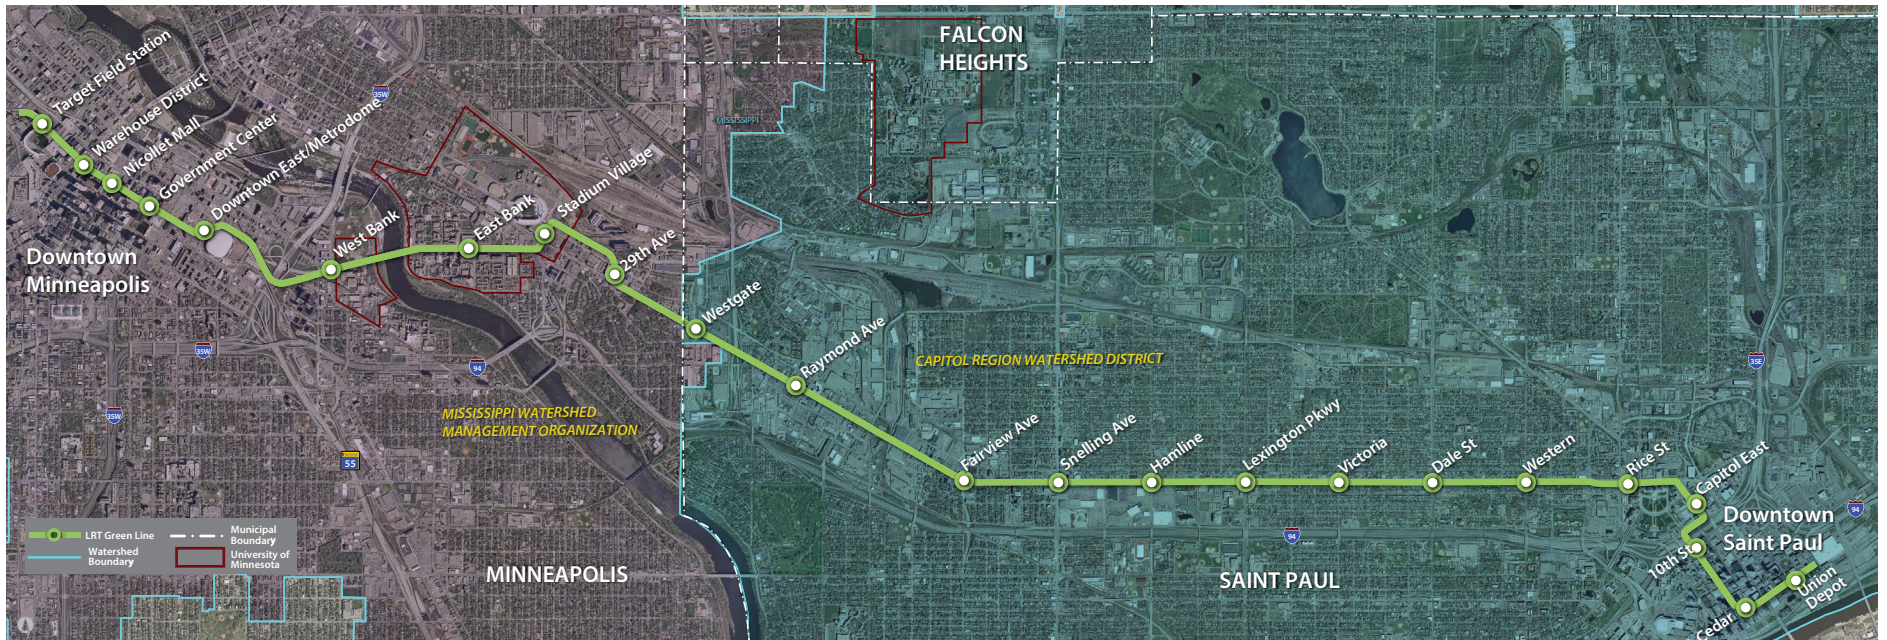 FALCON
HEIGHTS
Target Field Station
Warehouse District
Nicollet Mall
Government Center
Downtown East/Metrodome
35W
MISSISSIPPI
West Bank
East Bank
Stadium Village
29th Ave
Downtown
Minneapolis
Westgate
Raymond Ave
CAPITOL REGION WATERSHED DISTRICT
35W
94
35E
35W
MISSISSIPPI WATERSHED
MANAGEMENT ORGANIZATION
55
Fairview Ave
Snelling Ave
Hamline
Lexington Pkwy
Victoria
Dale St
Western
Rice St
Capitol East
94
Downtown
Saint Paul
94
10th St
Union
Depot
Cedar
LRT Green Line
Municipal
Boundary
Watershed
Boundary
University of
Minnesota
MINNEAPOLIS
SAINT PAUL